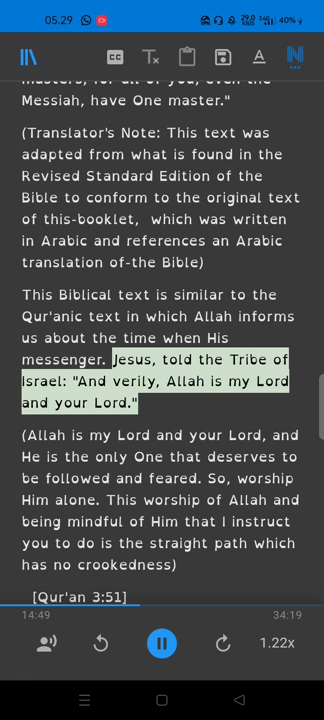 05.29
29.0
KB/S
40%
CC
masters, for all of you, even the
Messiah, have One master."
(Translator's Note: This text was
adapted from what is found in the
Revised Standard Edition of the
Bible to conform to the original text
of this-booklet, which was written
in Arabic and references an Arabic
translation of-the Bible)
This Biblical text is similar to the
Qur'anic text in which Allah informs
us about the time when His
messenger. Jesus, told the Tribe of
Israel: "And verily, Allah is my Lord
and your Lord."
(Allah is my Lord and your Lord, and
He is the only One that deserves to
be followed and feared. So, worship
Him alone. This worship of Allah and
being mindful of Him that I instruct
you to do is the straight path which
has no crookedness)
[Qur'an 3:51]
14:49
34:19
1.22x